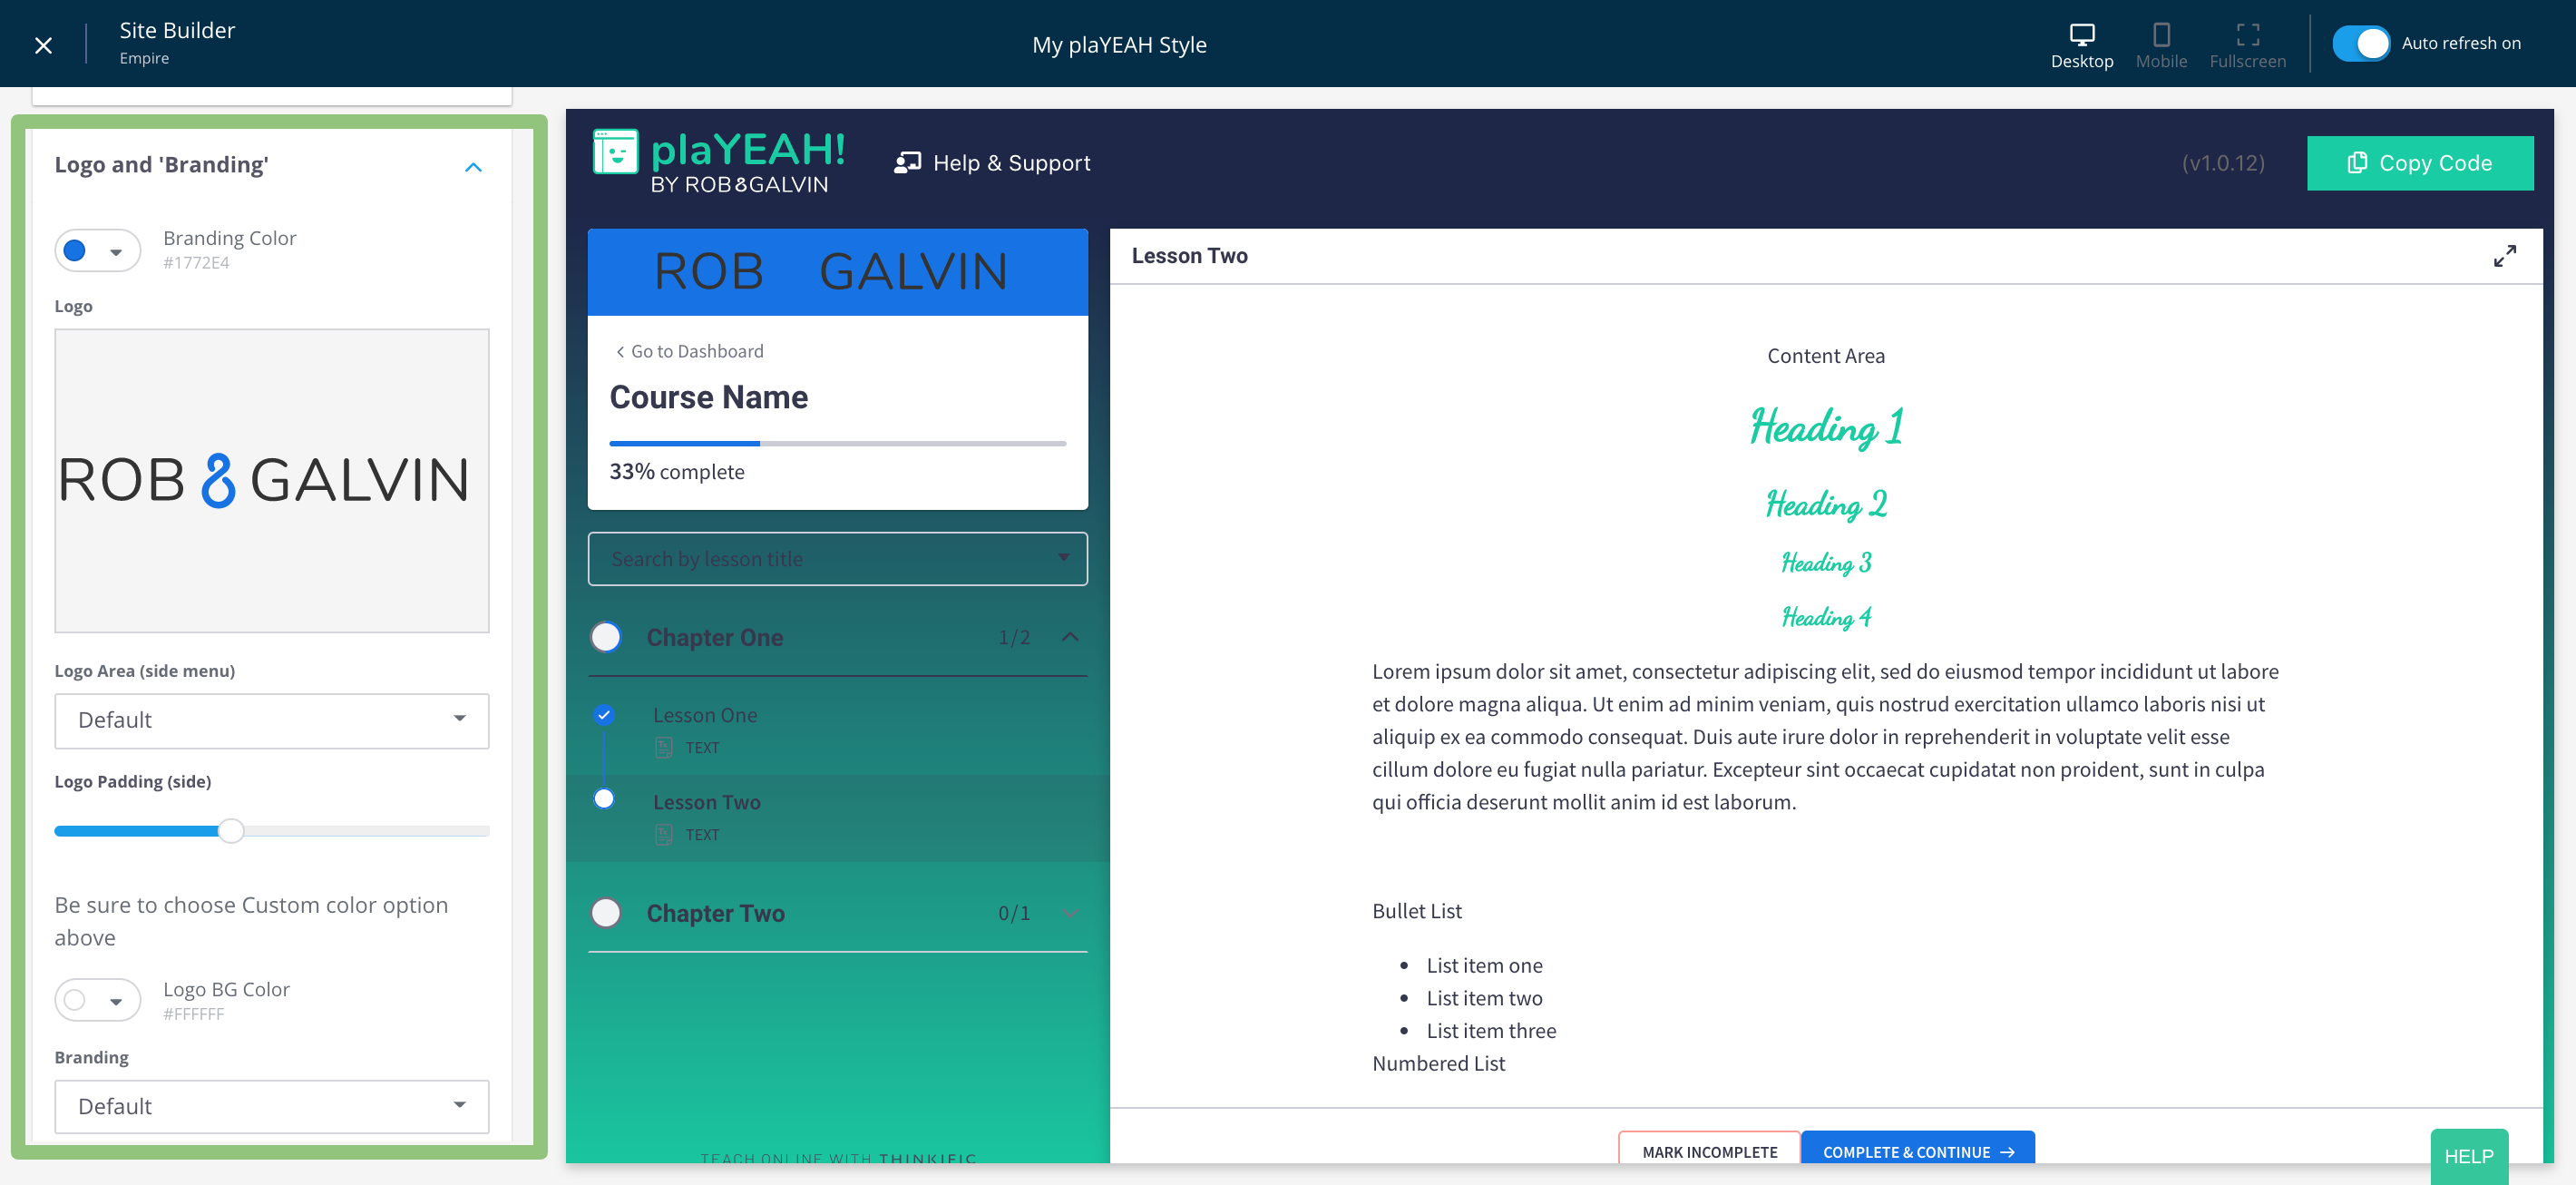 Site Builder
Empire
My plaYEAH Style
Desktop
Mobile
Fullscreen
Auto refresh on
Logo and 'Branding'
Branding Color
#1772E4
Logo
ROB & GALVIN
Logo Area (side menu)
Default
Logo Padding (side)
Be sure to choose Custom color option
above
Logo BG Color
#FFFFFF
Branding
Default
plaYEAH!
BY ROB&GALVIN
Help & Support
(v1.0.12)
Copy Code
ROB GALVIN
Go to Dashboard
Course Name
33% complete
Search by lesson title
Chapter One 1/2
Lesson One
TEXT
Lesson Two
TEXT
Chapter Two 0/1
TEACH ONLINE WITH THINKIFIC
Lesson Two
Content Area
Heading 1
Heading 2
Heading 3
Heading 4
Lorem ipsum dolor sit amet, consectetur adipiscing elit, sed do eiusmod tempor incididunt ut labore
et dolore magna aliqua. Ut enim ad minim veniam, quis nostrud exercitation ullamco laboris nisi ut
aliquip ex ea commodo consequat. Duis aute irure dolor in reprehenderit in voluptate velit esse
cillum dolore eu fugiat nulla pariatur. Excepteur sint occaecat cupidatat non proident, sunt in culpa
qui officia deserunt mollit anim id est laborum.
Bullet List
• List item one
• List item two
• List item three
Numbered List
MARK INCOMPLETE
COMPLETE & CONTINUE →
HELP